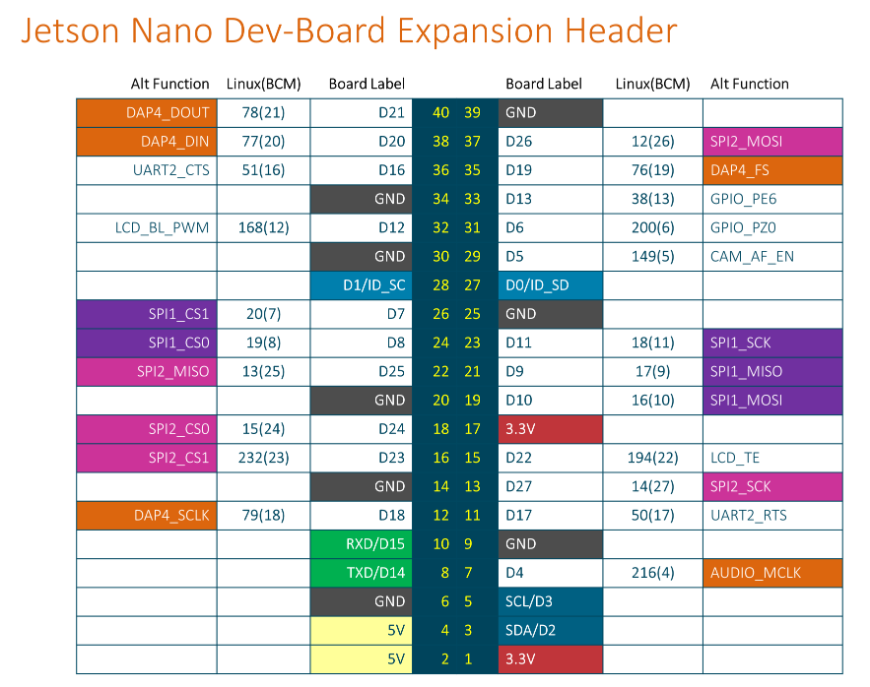 Jetson Nano Dev-Board Expansion Header
Alt Function Linux(BCM) Board Label Board Label Linux(BCM) Alt Function
DAP4_DOUT 78(21) D21 40 39 GND
DAP4_DIN 77(20) D20 38 37 D26 12(26) SPI2_MOSI
UART2_CTS 51(16) D16 36 35 D19 76(19) DAP4_FS
GND 34 33 D13 38(13) GPIO_PE6
LCD_BL_PWM 168(12) D12 32 31 D6 200(6) GPIO_PZ0
GND 30 29 D5 149(5) CAM_AF_EN
D1/ID_SC 28 27 D0/ID_SD
SPI1_CS1 20(7) D7 26 25 GND
SPI1_CS0 19(8) D8 24 23 D11 18(11) SPI1_SCK
SPI2_MISO 13(25) D25 22 21 D9 17(9) SPI1_MISO
GND 20 19 D10 16(10) SPI1_MOSI
SPI2_CS0 15(24) D24 18 17 3.3V
SPI2_CS1 232(23) D23 16 15 D22 194(22) LCD_TE
GND 14 13 D27 14(27) SPI2_SCK
DAP4_SCLK 79(18) D18 12 11 D17 50(17) UART2_RTS
RXD/D15 10 9 GND
TXD/D14 8 7 D4 216(4) AUDIO_MCLK
GND 6 5 SCL/D3
5V 4 3 SDA/D2
5V 2 1 3.3V